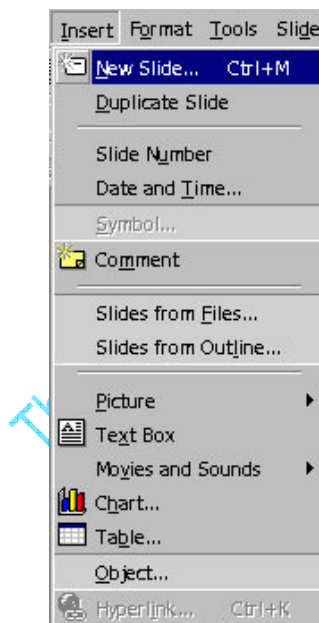 Insert Format Tools Slide
New Slide... Ctrl+M
Duplicate Slide
Slide Number
Date and Time...
Symbol...
Comment
Slides from Files...
Slides from Outline...
Picture
Text Box
Movies and Sounds
Chart...
Table...
Object...
Hyperlink... Ctrl+K